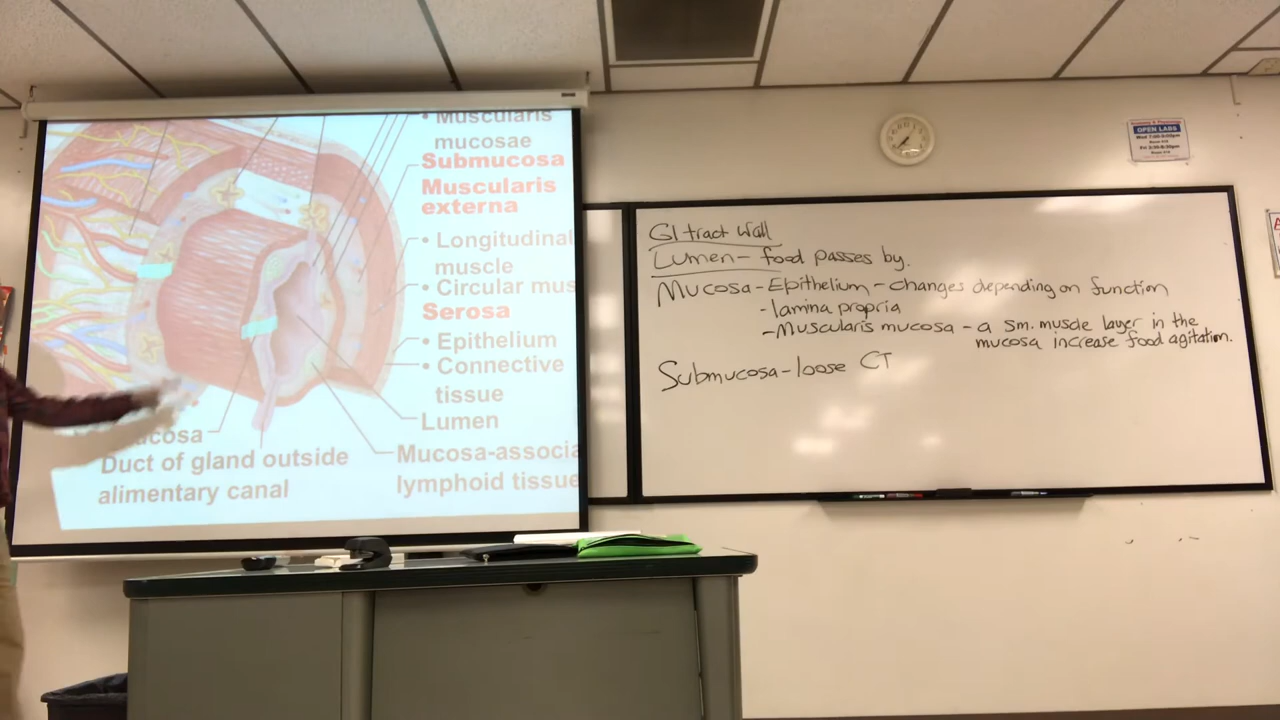 • Muscularis
mucosae
Submucosa
Muscularis
externa
• Longitudinal
muscle
• Circular mus
Serosa
• Epithelium
• Connective
tissue
Lumen
Mucosa-associa
lymphoid tissue
ucosa
Duct of gland outside
alimentary canal
GI tract wall
Lumen- food passes by.
Mucosa-Epithelium-changes depending on function
-lamina propria
-Muscularis mucosa - a sm. muscle layer in the
mucosa increase food agitation.
Submucosa-loose CT
OPEN LABS